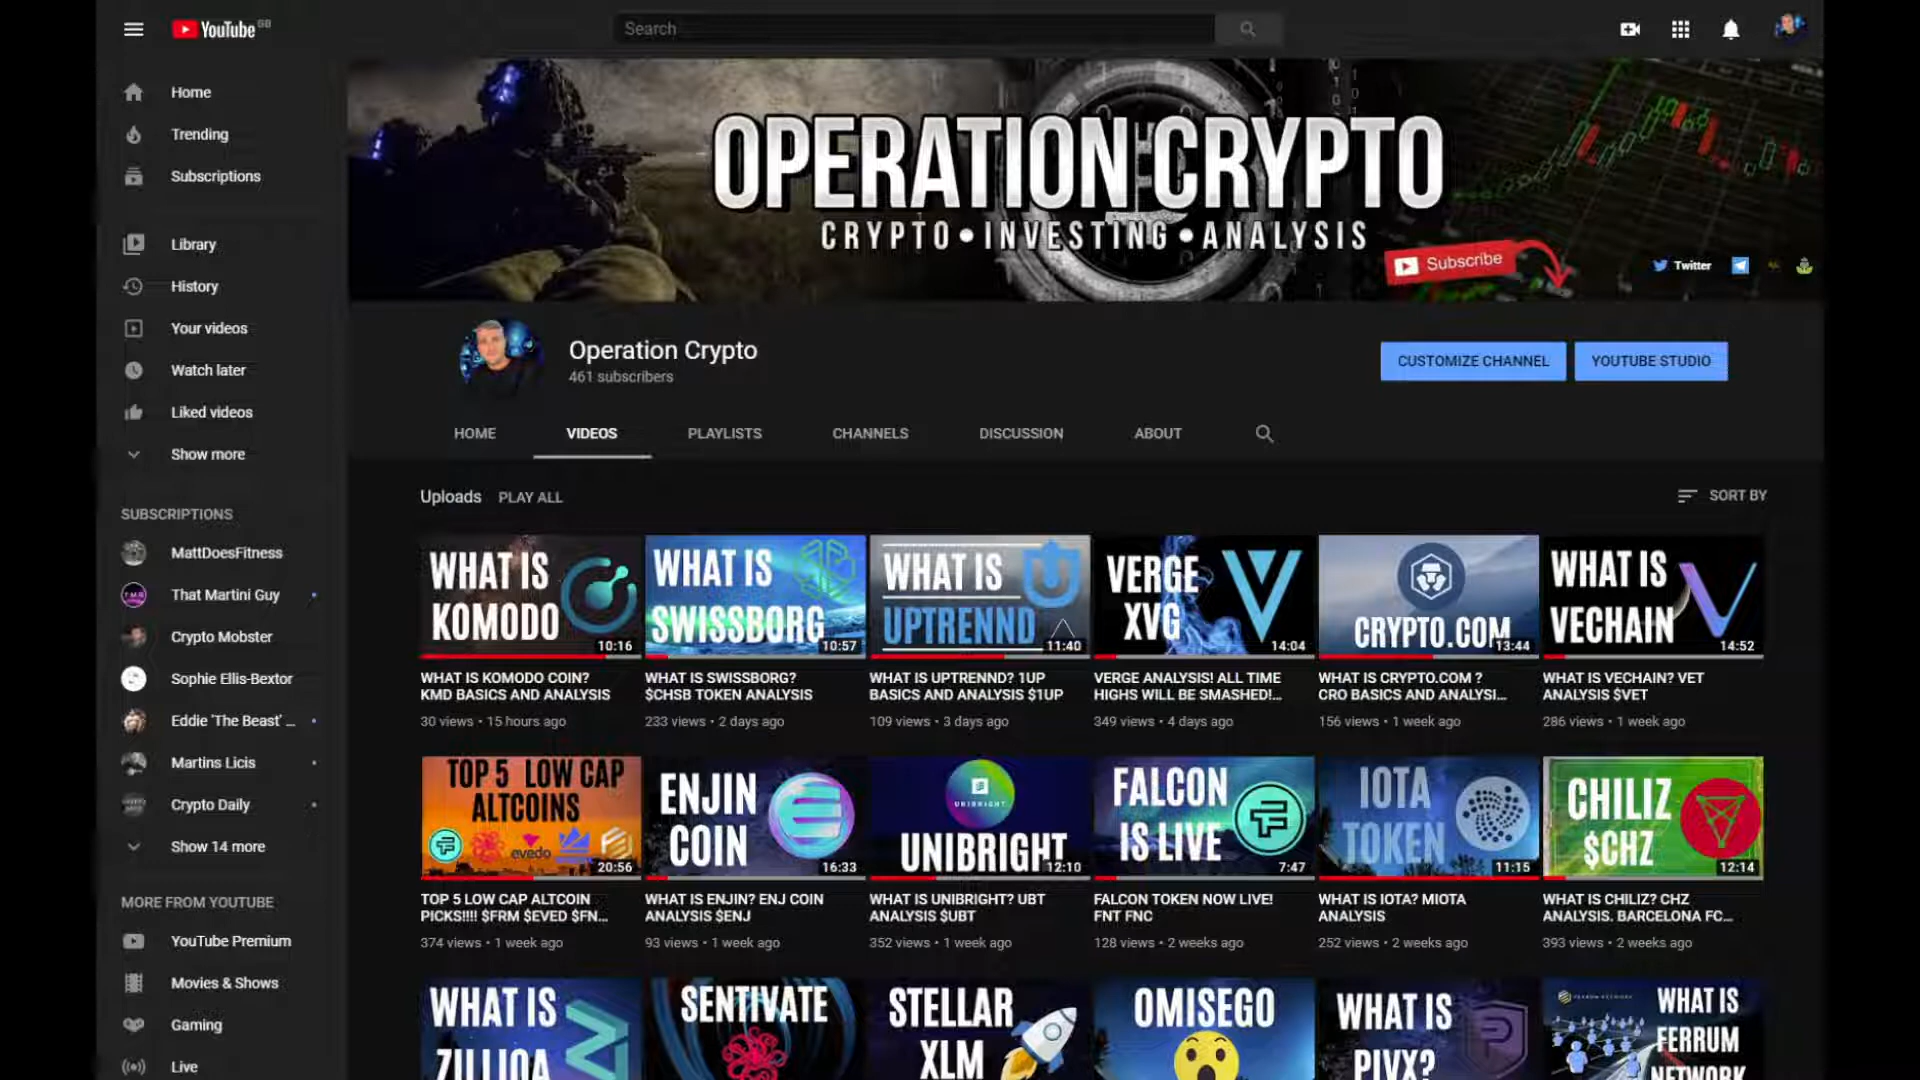 YouTube GB
Search
Home
Trending
Subscriptions
Library
History
Your videos
Watch later
Liked videos
Show more
SUBSCRIPTIONS
MattDoesFitness
That Martini Guy
Crypto Mobster
Sophie Ellis-Bextor
Eddie 'The Beast' ...
Martins Licis
Crypto Daily
Show 14 more
MORE FROM YOUTUBE
YouTube Premium
Movies & Shows
Gaming
Live
OPERATION CRYPTO
CRYPTO•INVESTING•ANALYSIS
Subscribe
Twitter
Operation Crypto
461 subscribers
CUSTOMIZE CHANNEL
YOUTUBE STUDIO
HOME
VIDEOS
PLAYLISTS
CHANNELS
DISCUSSION
ABOUT
Uploads
PLAY ALL
SORT BY
WHAT IS
KOMODO
10:16
WHAT IS KOMODO COIN?
KMD BASICS AND ANALYSIS
30 views • 15 hours ago
WHAT IS
SWISSBORG
10:57
WHAT IS SWISSBORG?
$CHSB TOKEN ANALYSIS
233 views • 2 days ago
WHAT IS
UPTRENND
11:40
WHAT IS UPTRENND? 1UP
BASICS AND ANALYSIS $1UP
109 views • 3 days ago
VERGE
XVG
14:04
VERGE ANALYSIS! ALL TIME
HIGHS WILL BE SMASHED!...
349 views • 4 days ago
CRYPTO.COM
13:44
WHAT IS CRYPTO.COM ?
CRO BASICS AND ANALYSI...
156 views • 1 week ago
WHAT IS
VECHAIN
14:52
WHAT IS VECHAIN? VET
ANALYSIS $VET
286 views • 1 week ago
TOP 5 LOW CAP
ALTCOINS
evedo
20:56
TOP 5 LOW CAP ALTCOIN
PICKS!!!! $FRM $EVED $FN...
374 views • 1 week ago
ENJIN
COIN
16:33
WHAT IS ENJIN? ENJ COIN
ANALYSIS $ENJ
93 views • 1 week ago
UNIBRIGHT
UNIBRIGHT
12:10
WHAT IS UNIBRIGHT? UBT
ANALYSIS $UBT
352 views • 1 week ago
FALCON
IS LIVE
7:47
FALCON TOKEN NOW LIVE!
FNT FNC
128 views • 2 weeks ago
IOTA
TOKEN
11:15
WHAT IS IOTA? MIOTA
ANALYSIS
252 views • 2 weeks ago
CHILIZ
$CHZ
12:14
WHAT IS CHILIZ? CHZ
ANALYSIS. BARCELONA FC...
393 views • 2 weeks ago
WHAT IS
ZILLIQA
SENTIVATE
STELLAR
XLM
OMISEGO
WHAT IS
PIVX?
WHAT IS
FERRUM
NETWORK